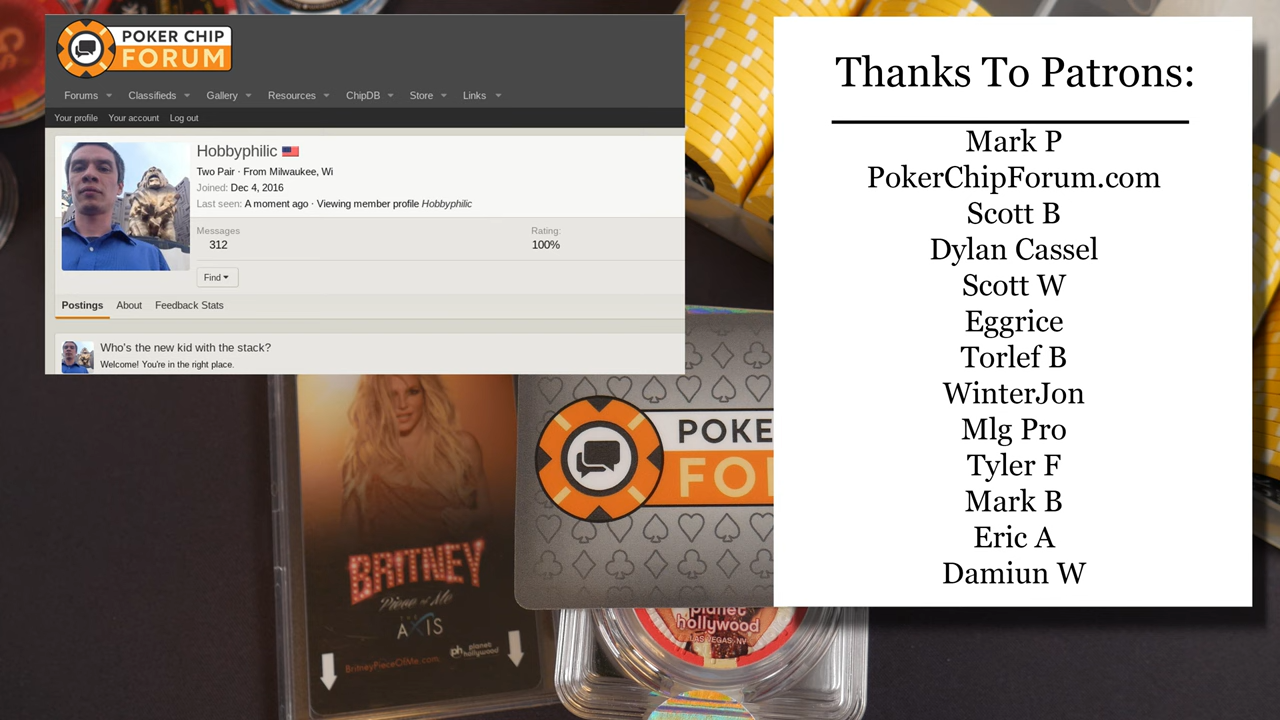 POKER CHIP
FORUM
Forums Classifieds Gallery Resources ChipDB Store Links
Your profile Your account Log out
Hobbyphilic
Two Pair · From Milwaukee, Wi
Joined: Dec 4, 2016
Last seen: A moment ago · Viewing member profile Hobbyphilic
Messages Rating:
312 100%
Find
Postings About Feedback Stats
Who's the new kid with the stack?
Welcome! You're in the right place.
Thanks To Patrons:
Mark P
PokerChipForum.com
Scott B
Dylan Cassel
Scott W
Eggrice
Torlef B
WinterJon
Mlg Pro
Tyler F
Mark B
Eric A
Damiun W
POKE
FO
BRITNEY
Piece of Me
AXIS
ph planet hollywood
BritneyPieceOfMe.com
planet
hollywood
LAS VEGAS, NV